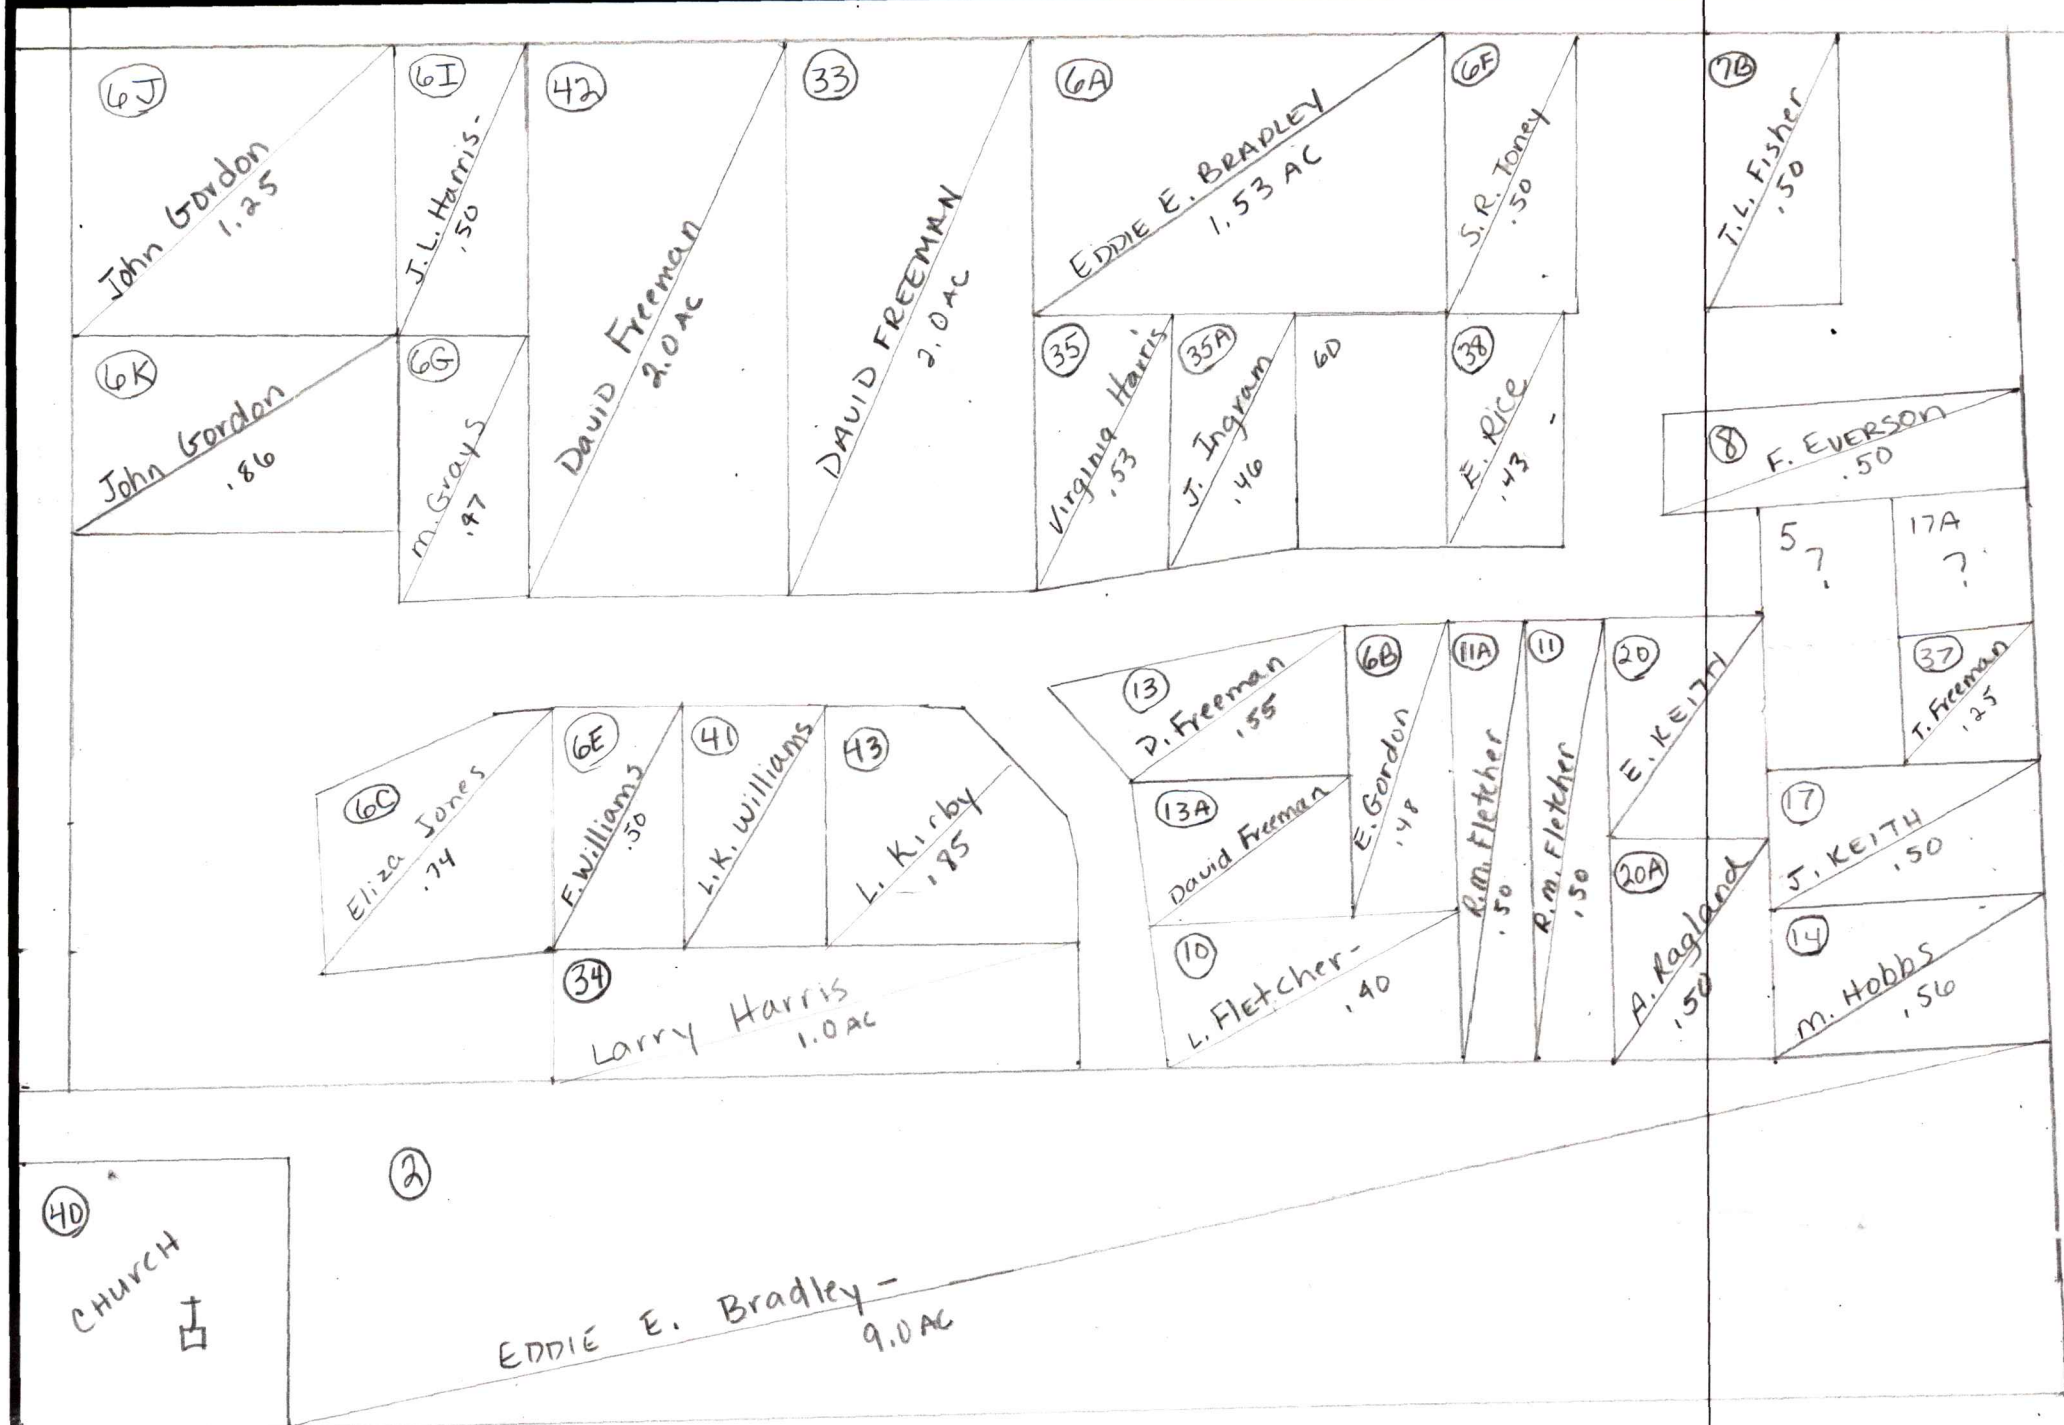 6J
John Gordon
1.25
6I
J. L. Harris-
.50
42
David Freeman
2.0 AC
33
DAVID FREEMAN
2.0 AC
6A
EDDIE E. BRADLEY
1.53 AC
6F
S.R. Toney
.50
7B
T.L. Fisher
.50
6K
John Gordon
.86
6G
M. Grays
.47
35
Virginia Harris
.53
35A
J. Ingram
.46
6D
38
E. Rice
.43
8
F. EVERSON
.50
5
?
17A
?
37
T. Freeman
.25
13
D. Freeman
.55
6B
E. Gordon
.48
11A
R.M. Fletcher
.50
11
R.M. Fletcher
.50
20
E. KEITH
6C
Eliza Jones
.74
6E
F. Williams
.50
41
L.K. Williams
43
L. Kirby
.85
13A
David Freeman
17
J. KEITH
.50
20A
A. Ragland
.50
14
M. HOBBS
.56
10
L. Fletcher-
.40
34
Larry Harris
1.0 AC
2
EDDIE E. Bradley -
9.0 AC
40
CHURCH